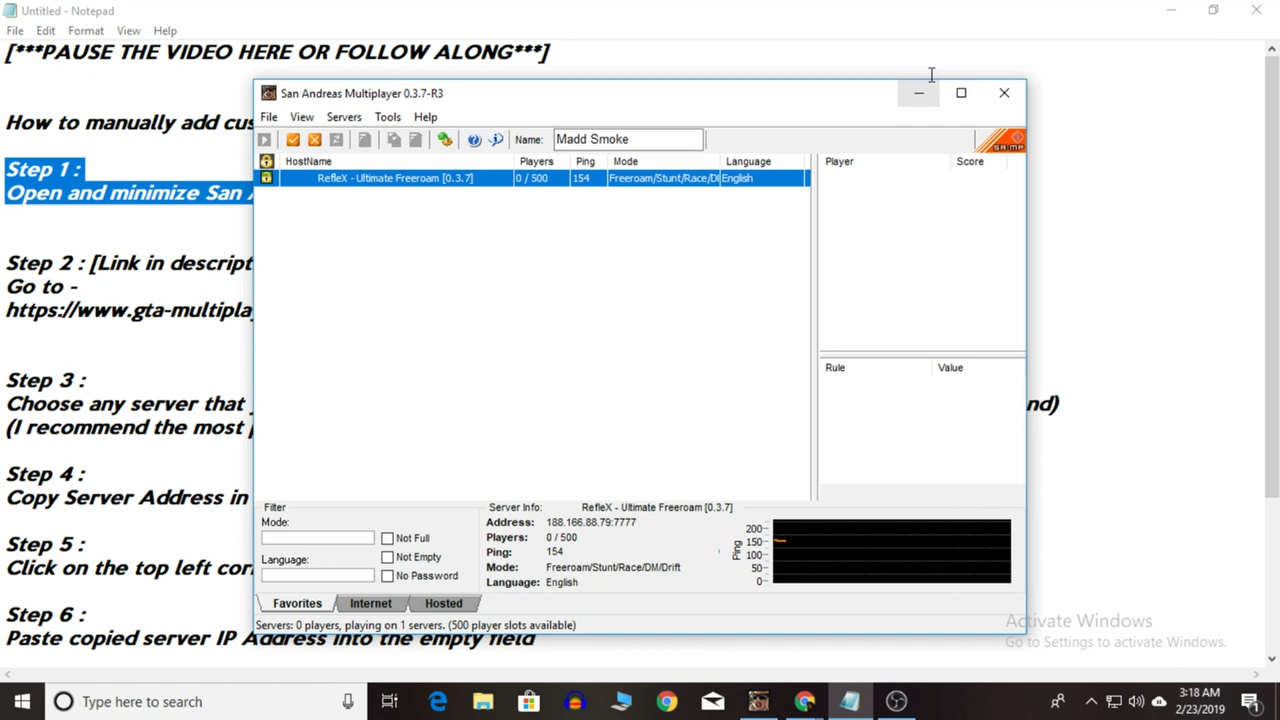 Untitled - Notepad
File Edit Format View Help
[***PAUSE THE VIDEO HERE OR FOLLOW ALONG***]
How to manually add cus
Step 1 :
Open and minimize San
Step 2 : [Link in descript
Go to -
https://www.gta-multipla
Step 3 :
Choose any server that
nd)
(I recommend the most
Step 4 :
Copy Server Address in
Step 5 :
Click on the top left cor
Step 6 :
Paste copied server IP Address into the empty field
San Andreas Multiplayer 0.3.7-R3
File View Servers Tools Help
Name: Madd Smoke
SA:MP
HostName Players Ping Mode Language Player Score
RefleX - Ultimate Freeroam [0.3.7] 0 / 500 154 Freeroam/Stunt/Race/D English
Rule Value
Filter
Mode:
Not Full
Language:
Not Empty
No Password
Server Info: RefleX - Ultimate Freeroam [0.3.7]
Address: 188.166.88.79:7777
Players: 0 / 500
Ping: 154
Mode: Freeroam/Stunt/Race/DM/Drift
Language: English
Ping
200
150
100
50
0
Favorites Internet Hosted
Servers: 0 players, playing on 1 servers. (500 player slots available)
Activate Windows
Go to Settings to activate Windows.
Type here to search
3:18 AM
2/23/2019
1